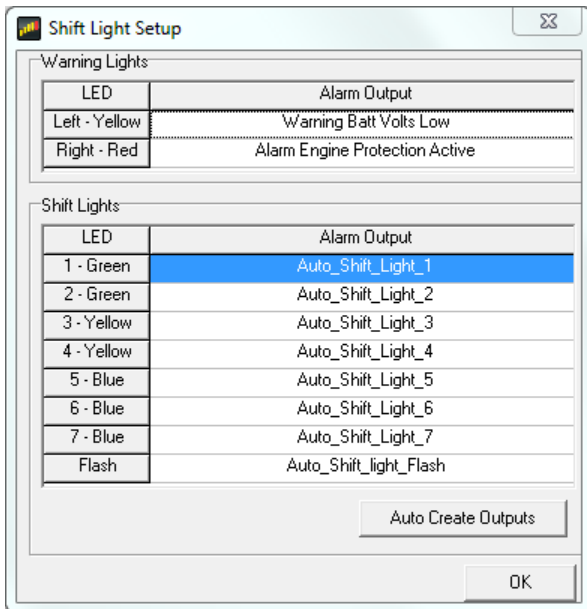 Shift Light Setup
Warning Lights
LED Alarm Output
Left - Yellow Warning Batt Volts Low
Right - Red Alarm Engine Protection Active
Shift Lights
LED Alarm Output
1 - Green Auto_Shift_Light_1
2 - Green Auto_Shift_Light_2
3 - Yellow Auto_Shift_Light_3
4 - Yellow Auto_Shift_Light_4
5 - Blue Auto_Shift_Light_5
6 - Blue Auto_Shift_Light_6
7 - Blue Auto_Shift_Light_7
Flash Auto_Shift_light_Flash
Auto Create Outputs
OK